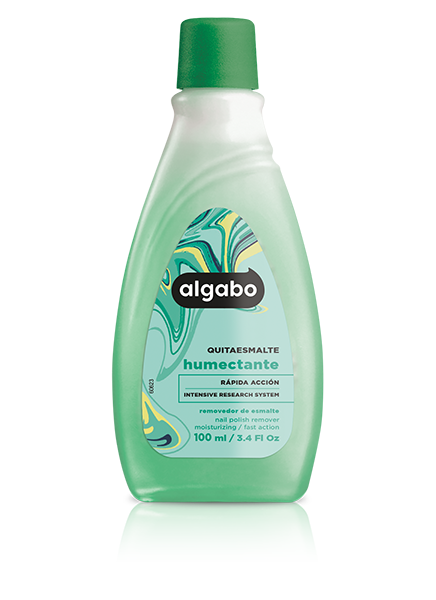 algabo
QUITAESMALTE
humectante
RÁPIDA ACCIÓN
INTENSIVE RESEARCH SYSTEM
removedor de esmalte
nail polish remover
moisturizing / fast action
100 ml / 3.4 Fl Oz